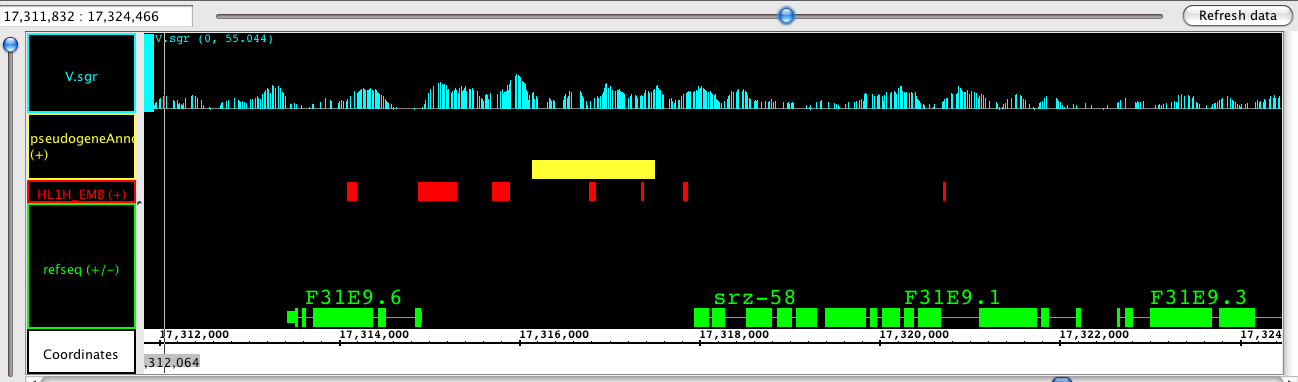 17,311,832 : 17,324,466
Refresh data
V.sgr (0, 55.044)
V.sgr
pseudogeneAnno
(+)
HL1H_EMB (+)
refseq (+/-)
F31E9.6 srz-58 F31E9.1 F31E9.3
17,312,000 17,314,000 17,316,000 17,318,000 17,320,000 17,322,000 17,324
Coordinates
,312,064